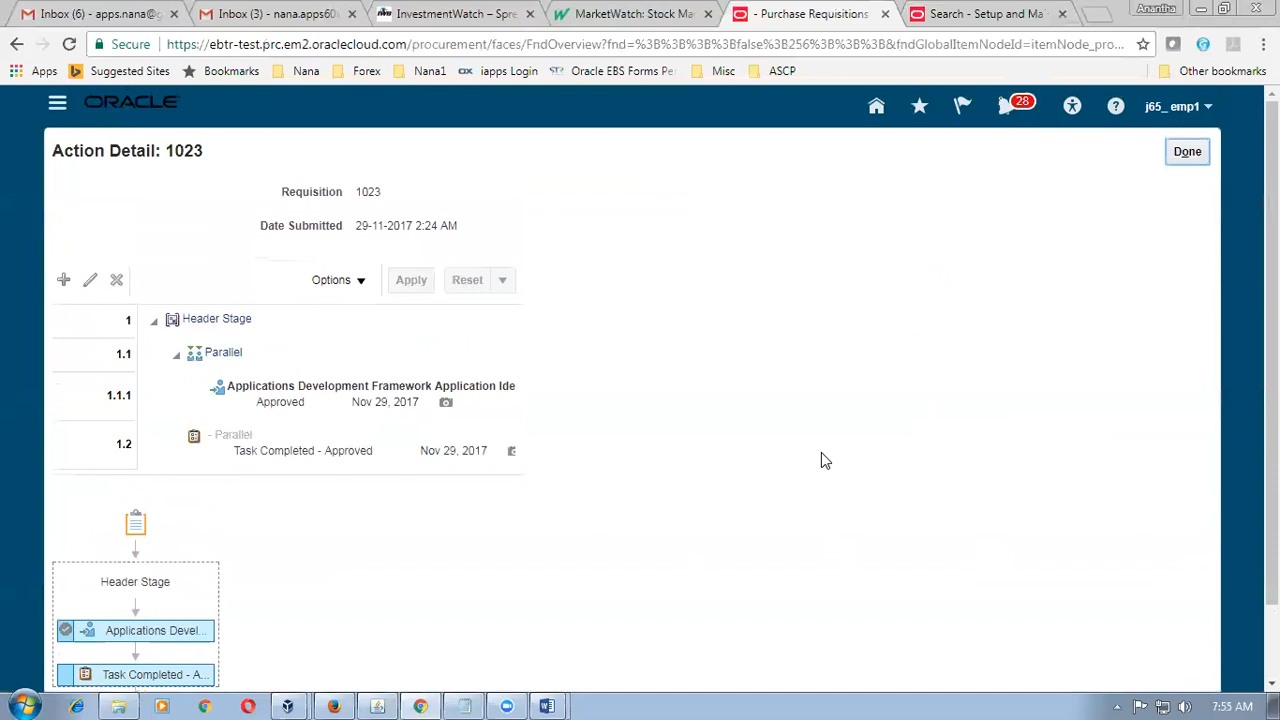 Inbox (6) - apps.nana@g
Inbox (3) - nana.apps60
InvestmentWatch – Spre
MarketWatch: Stock Ma
- Purchase Requisitions
Search - Setup and Ma
Anantha
Secure
https://ebtr-test.prc.em2.oraclecloud.com/procurement/faces/FndOverview?fnd=%3B%3B%3B%3Bfalse%3B256%3B%3B%3B&fndGlobalItemNodeId=itemNode_pro...
Apps
Suggested Sites
Bookmarks
Nana
Forex
Nana1
iapps Login
Oracle EBS Forms Per
Misc
ASCP
Other bookmarks
ORACLE
28
j65_ emp1
Action Detail: 1023
Done
Requisition 1023
Date Submitted 29-11-2017 2:24 AM
Options
Apply
Reset
1 Header Stage
1.1 Parallel
1.1.1 Applications Development Framework Application Ide
Approved Nov 29, 2017
1.2 - Parallel
Task Completed - Approved Nov 29, 2017
Header Stage
Applications Devel...
Task Completed - A...
7:55 AM